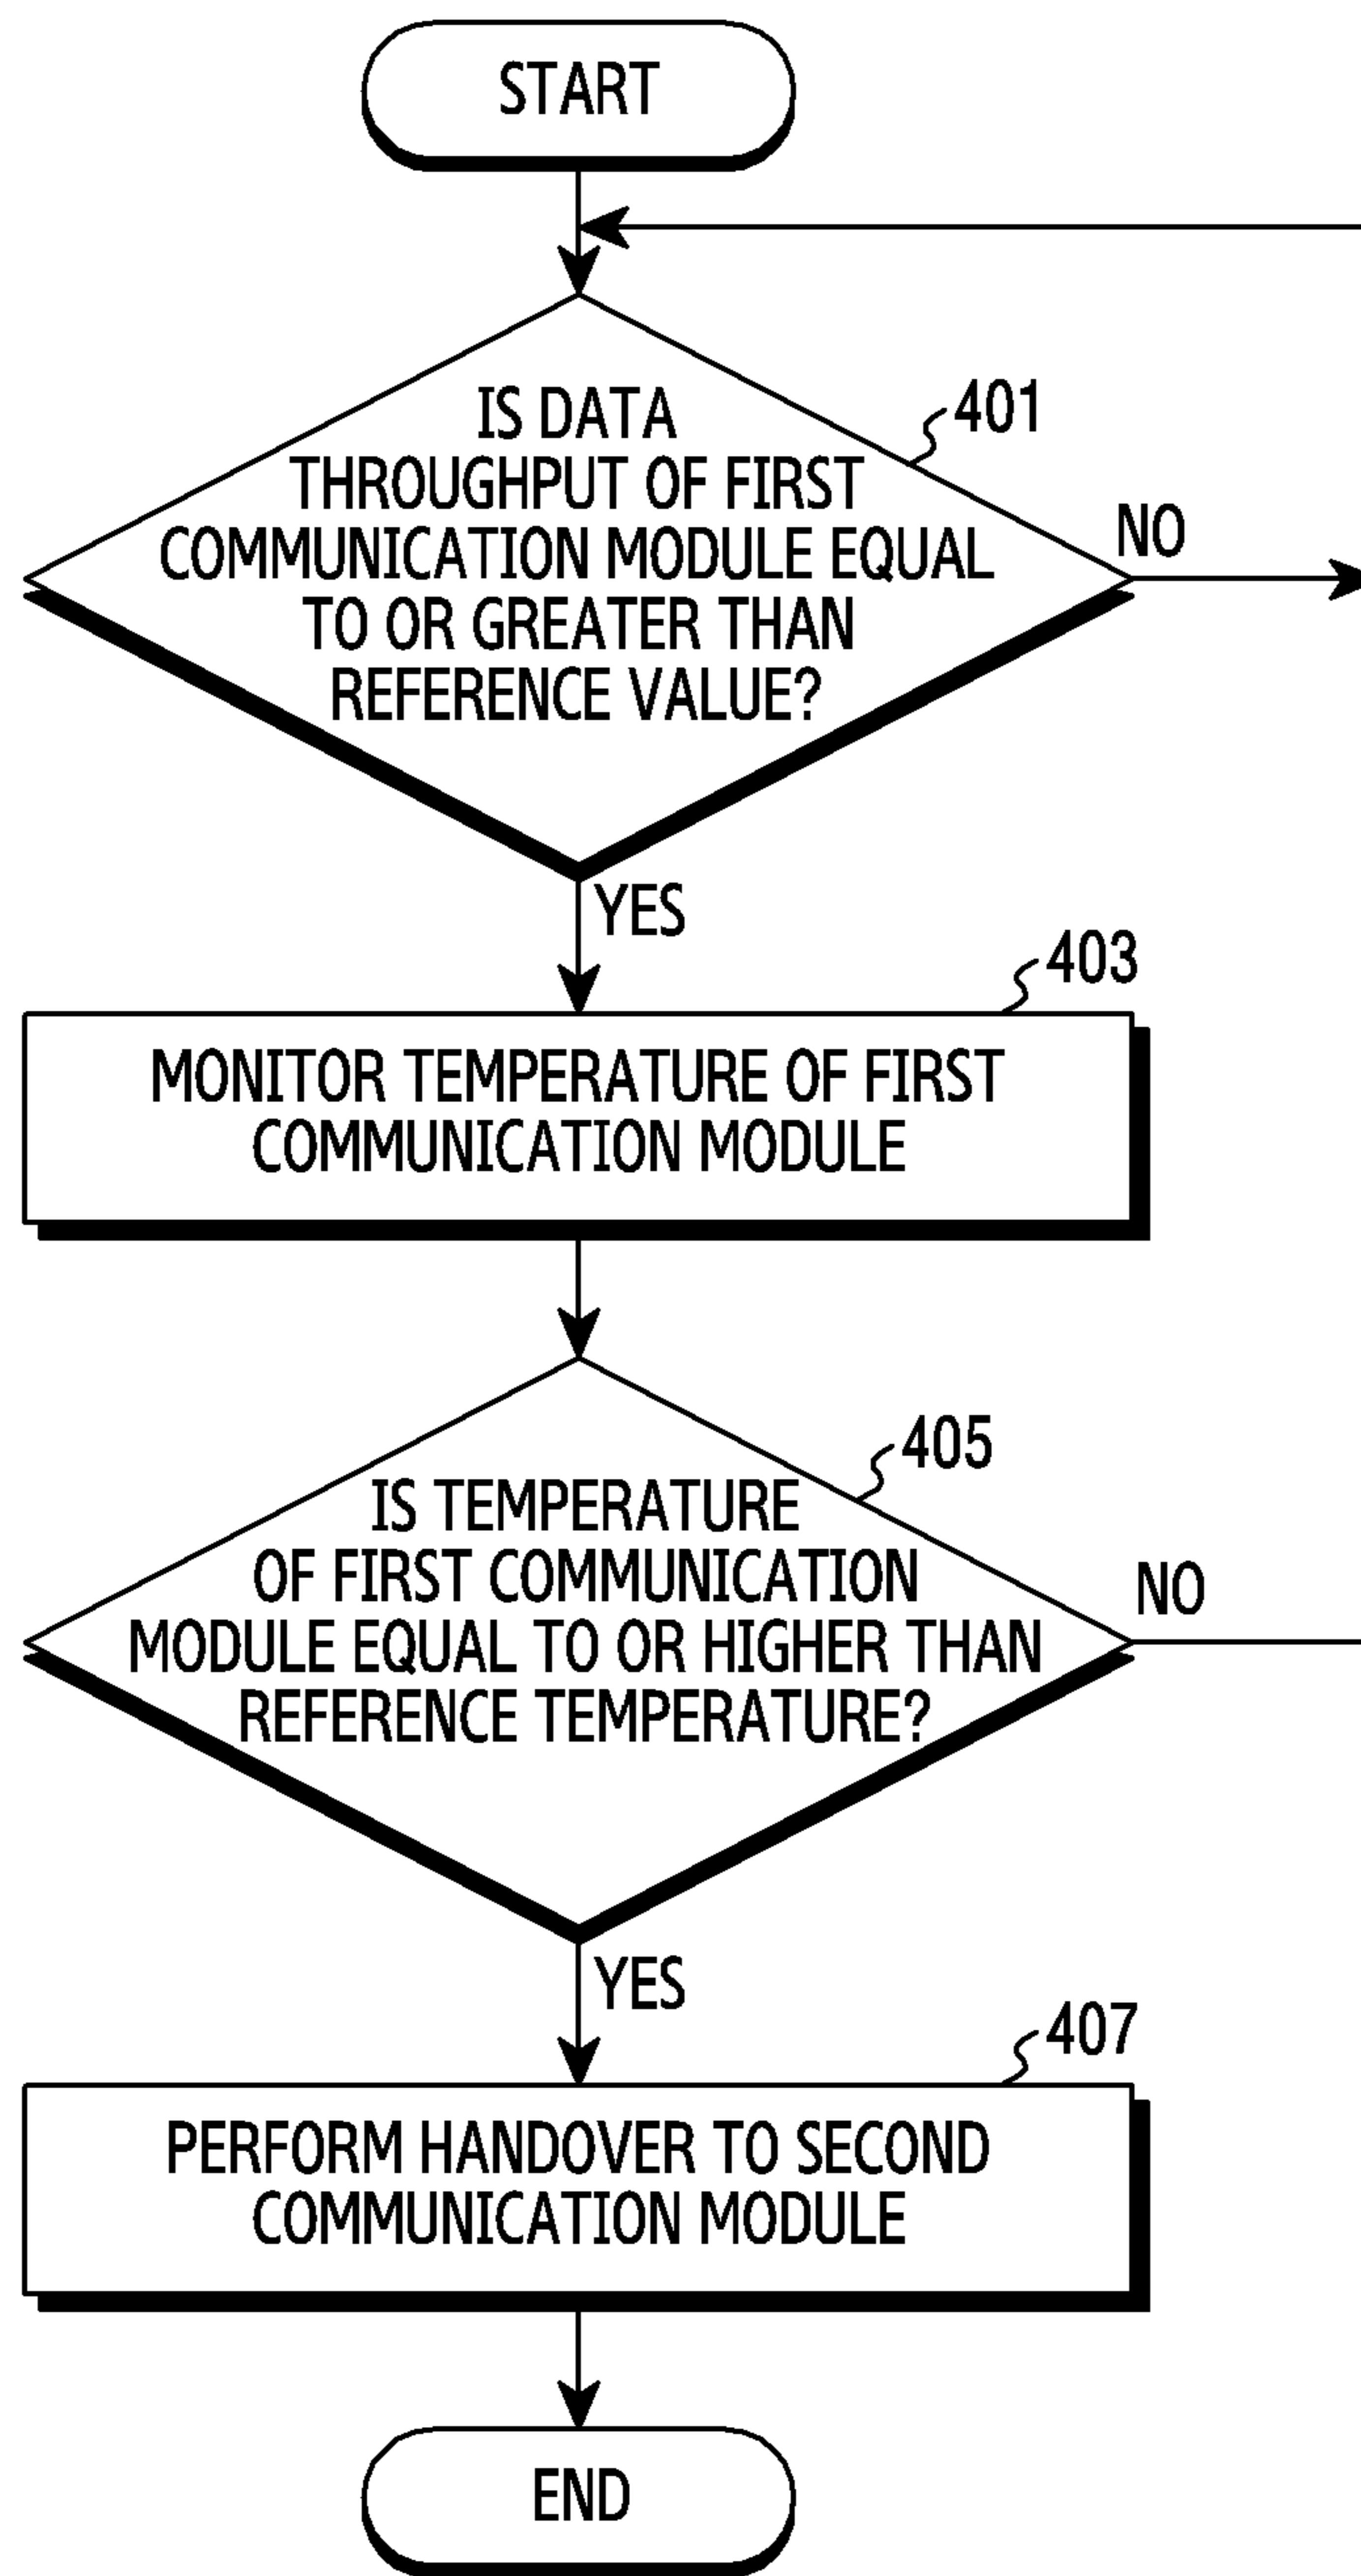 START
401
IS DATA
THROUGHPUT OF FIRST
COMMUNICATION MODULE EQUAL
TO OR GREATER THAN
REFERENCE VALUE?
NO
YES
403
MONITOR TEMPERATURE OF FIRST
COMMUNICATION MODULE
405
IS TEMPERATURE
OF FIRST COMMUNICATION
MODULE EQUAL TO OR HIGHER THAN
REFERENCE TEMPERATURE?
NO
YES
407
PERFORM HANDOVER TO SECOND
COMMUNICATION MODULE
END